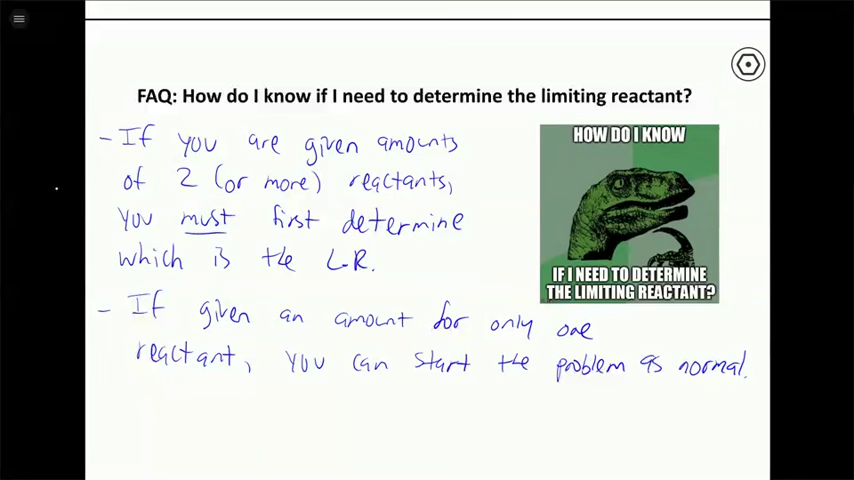 FAQ: How do I know if I need to determine the limiting reactant?
- If you are given amounts
of 2 (or more) reactants,
you must first determine
which is the L.R.
- If given an amount for only one
reactant, you can start the problem as normal.
HOW DO I KNOW
IF I NEED TO DETERMINE
THE LIMITING REACTANT?